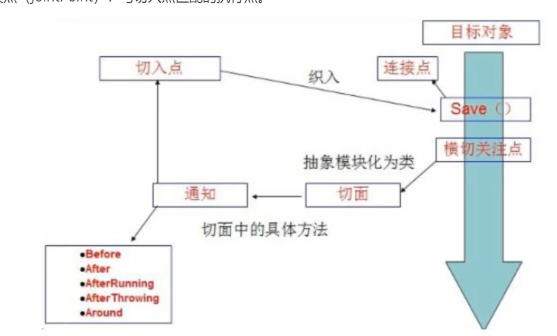 点（JointPoint）：与切入点匹配的执行点。
目标对象
切入点
连接点
织入
Save（）
横切关注点
抽象模块化为类
通知
切面
切面中的具体方法
•Before
•After
•AfterRunning
•AfterThrowing
•Around